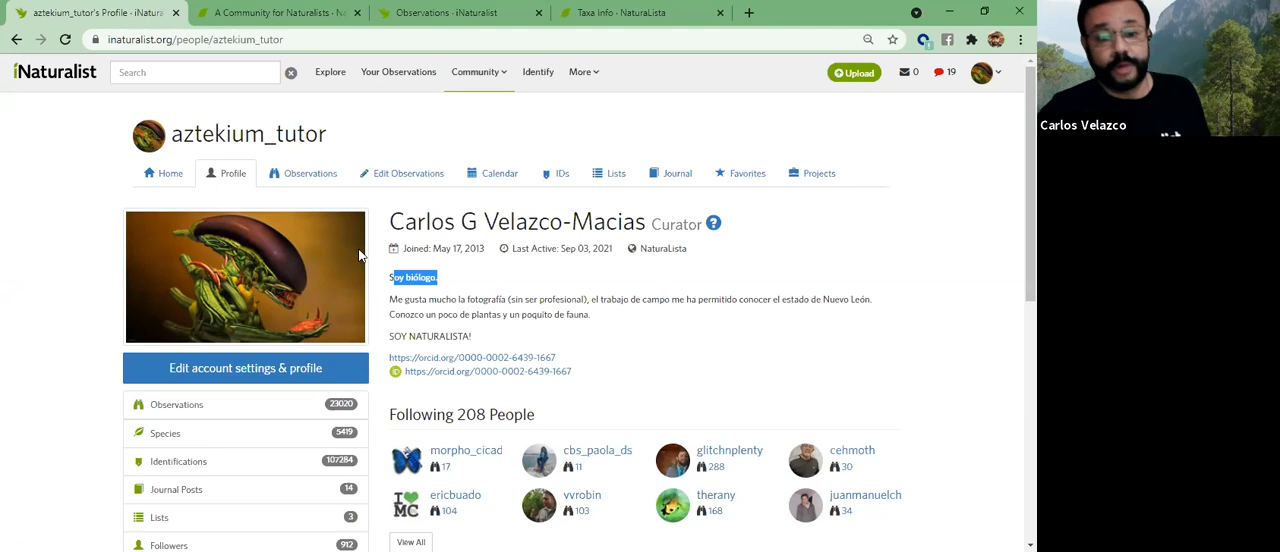 aztekium_tutor's Profile · iNatural
A Community for Naturalists · Na
Observations · iNaturalist
Taxa Info · NaturaLista
inaturalist.org/people/aztekium_tutor
iNaturalist
Search
Explore
Your Observations
Community
Identify
More
Upload
0
19
aztekium_tutor
Home
Profile
Observations
Edit Observations
Calendar
IDs
Lists
Journal
Favorites
Projects
Carlos G Velazco-Macias Curator ?
Joined: May 17, 2013 Last Active: Sep 03, 2021 NaturaLista
Soy biólogo.
Me gusta mucho la fotografía (sin ser profesional), el trabajo de campo me ha permitido conocer el estado de Nuevo León.
Conozco un poco de plantas y un poquito de fauna.
SOY NATURALISTA!
https://orcid.org/0000-0002-6439-1667
iD https://orcid.org/0000-0002-6439-1667
Edit account settings & profile
Observations 23020
Species 5419
Identifications 107284
Journal Posts 14
Lists 3
Followers 912
Following 208 People
morpho_cicad
17
cbs_paola_ds
11
glitchnplenty
288
cehmoth
30
I MC
ericbuado
104
vvrobin
103
therany
168
juanmanuelch
34
View All
Carlos Velazco